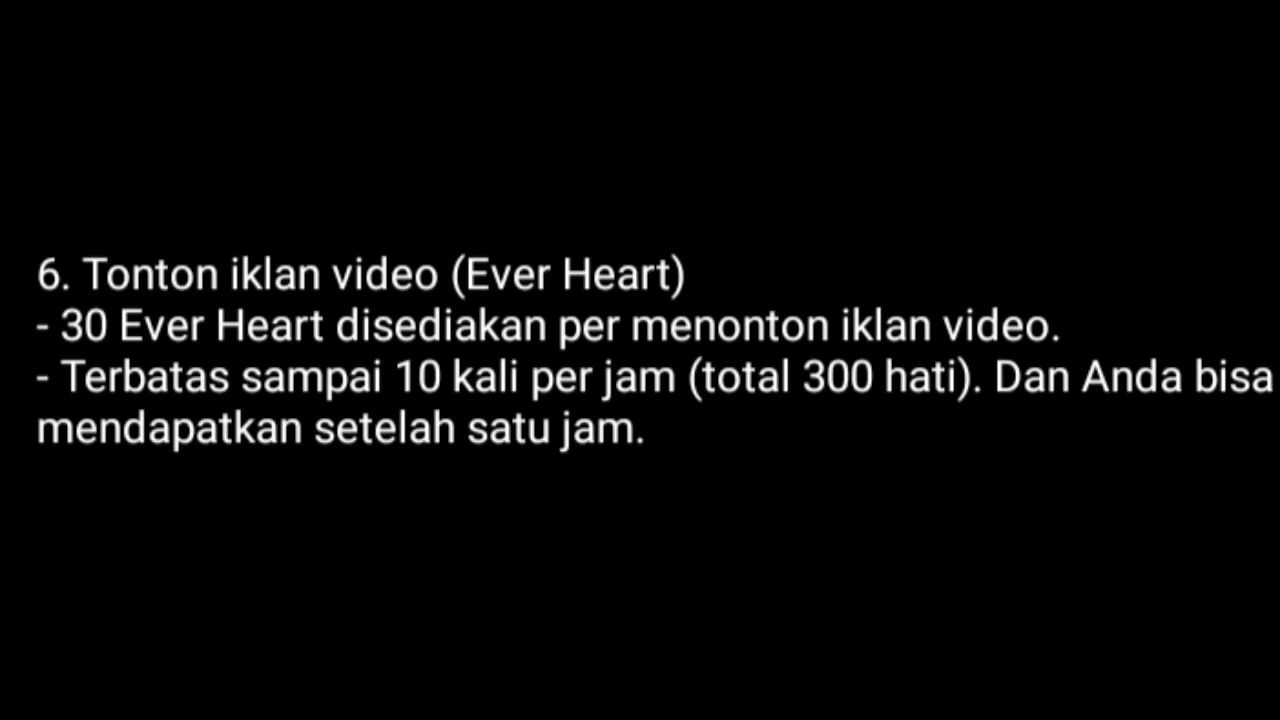 6. Tonton iklan video (Ever Heart)
- 30 Ever Heart disediakan per menonton iklan video.
- Terbatas sampai 10 kali per jam (total 300 hati). Dan Anda bisa
mendapatkan setelah satu jam.